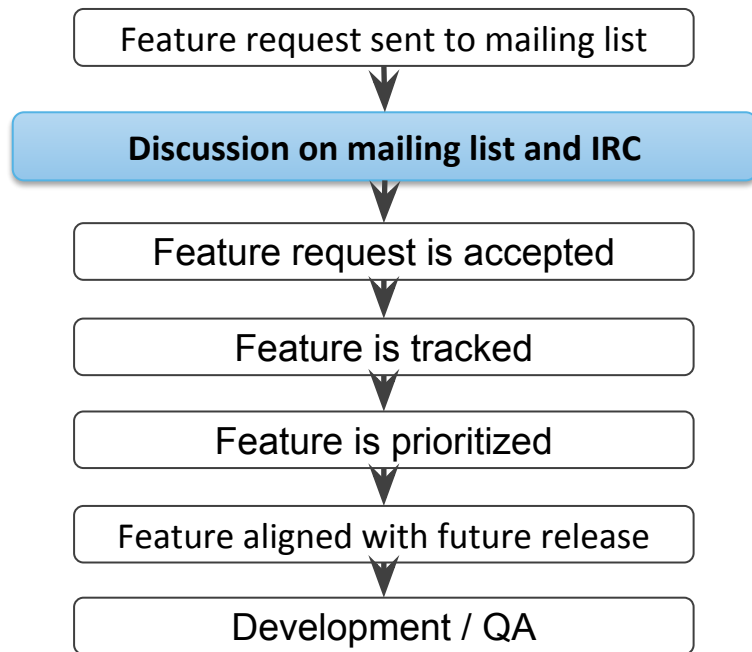 Feature request sent to mailing list
Discussion on mailing list and IRC
Feature request is accepted
Feature is tracked
Feature is prioritized
Feature aligned with future release
Development / QA